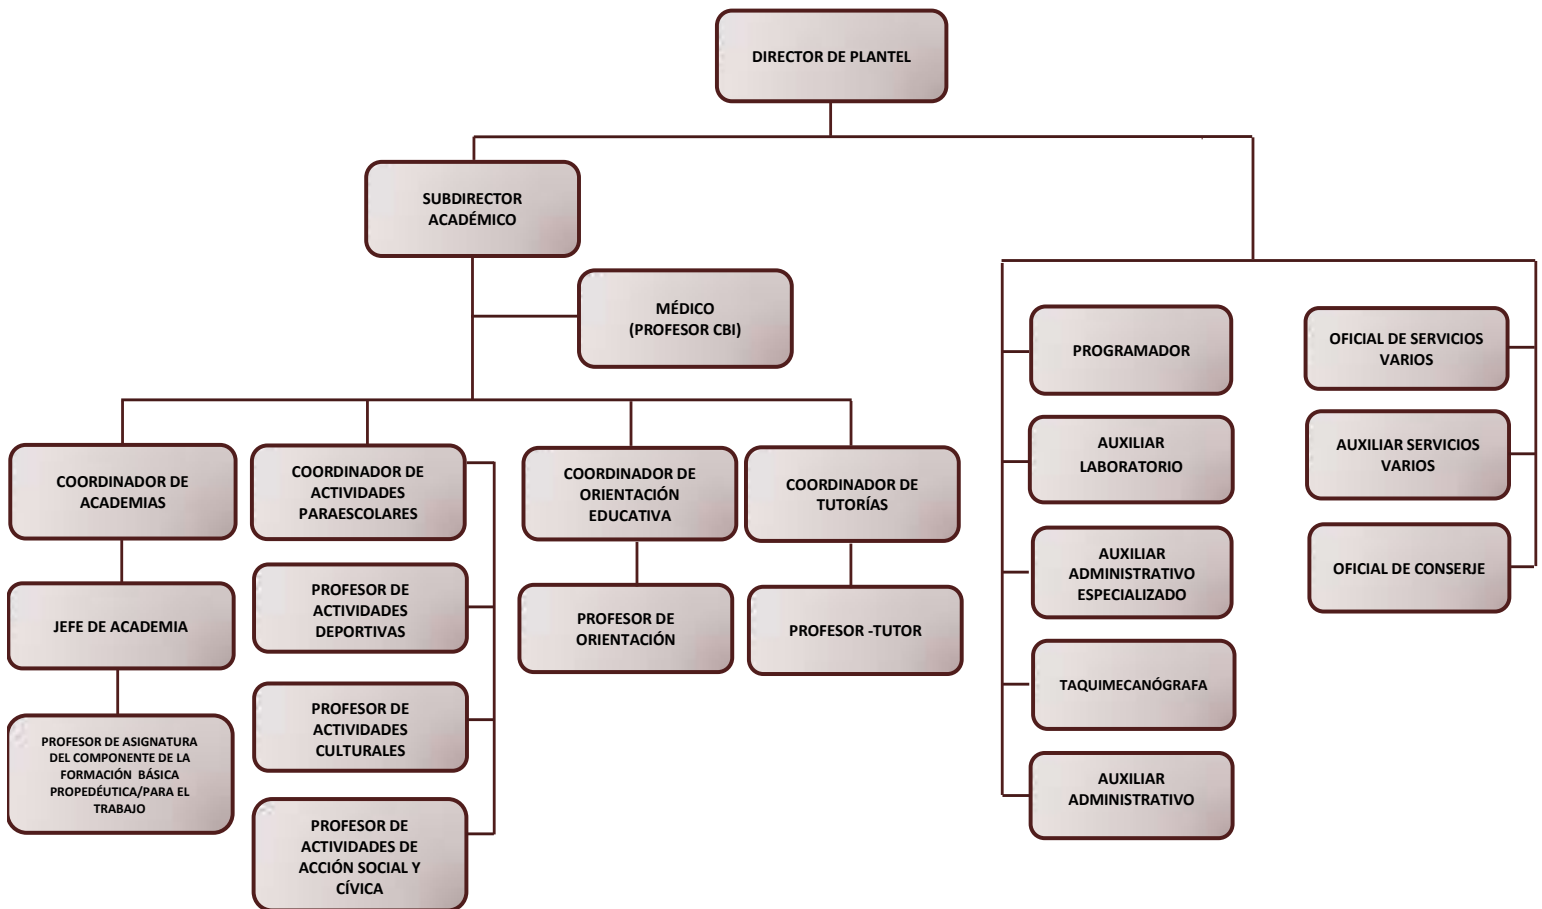 DIRECTOR DE PLANTEL
SUBDIRECTOR
ACADÉMICO
MÉDICO
(PROFESOR CBI)
COORDINADOR DE
ACADEMIAS
JEFE DE ACADEMIA
PROFESOR DE ASIGNATURA
DEL COMPONENTE DE LA
FORMACIÓN BÁSICA
PROPEDÉUTICA/PARA EL
TRABAJO
COORDINADOR DE
ACTIVIDADES
PARAESCOLARES
PROFESOR DE
ACTIVIDADES
DEPORTIVAS
PROFESOR DE
ACTIVIDADES
CULTURALES
PROFESOR DE
ACTIVIDADES DE
ACCIÓN SOCIAL Y
CÍVICA
COORDINADOR DE
ORIENTACIÓN
EDUCATIVA
PROFESOR DE
ORIENTACIÓN
COORDINADOR DE
TUTORÍAS
PROFESOR -TUTOR
PROGRAMADOR
AUXILIAR
LABORATORIO
AUXILIAR
ADMINISTRATIVO
ESPECIALIZADO
TAQUIMECANÓGRAFA
AUXILIAR
ADMINISTRATIVO
OFICIAL DE SERVICIOS
VARIOS
AUXILIAR SERVICIOS
VARIOS
OFICIAL DE CONSERJE